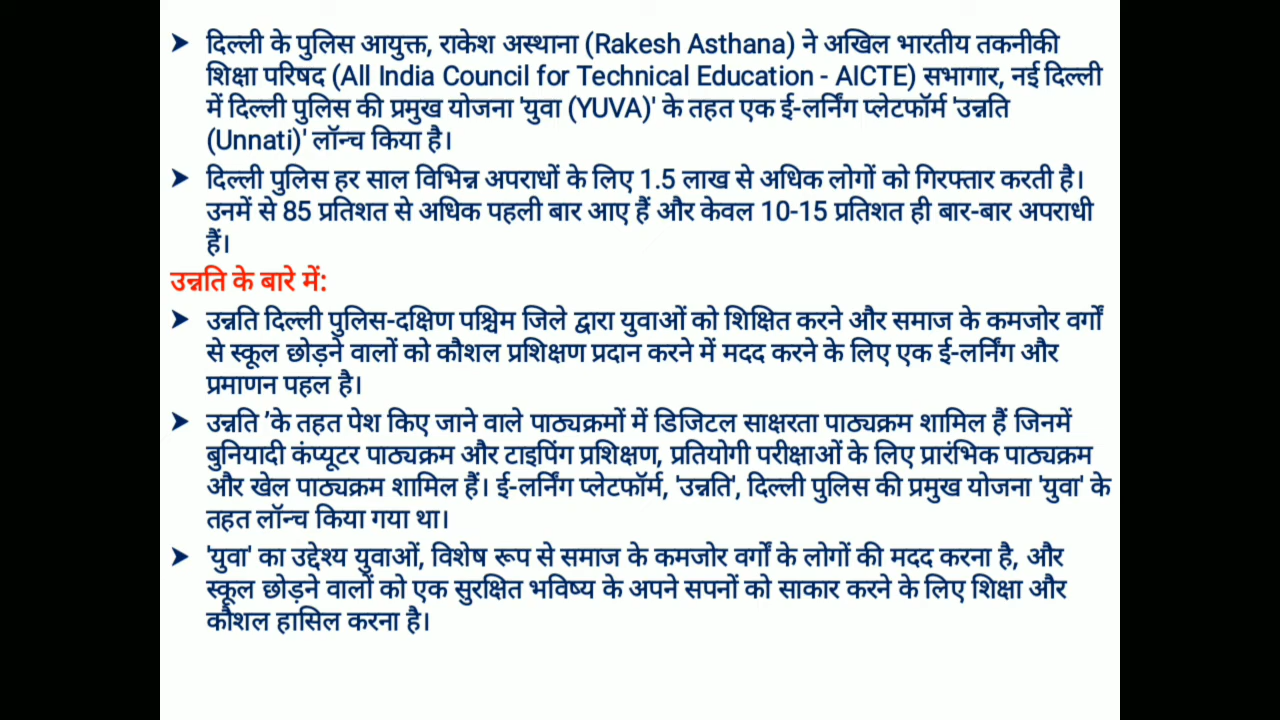 ➤ दिल्ली के पुलिस आयुक्त, राकेश अस्थाना (Rakesh Asthana) ने अखिल भारतीय तकनीकी
शिक्षा परिषद (All India Council for Technical Education - AICTE) सभागार, नई दिल्ली
में दिल्ली पुलिस की प्रमुख योजना 'युवा (YUVA)' के तहत एक ई-लर्निंग प्लेटफॉर्म 'उन्नति
(Unnati)' लॉन्च किया है।
➤ दिल्ली पुलिस हर साल विभिन्न अपराधों के लिए 1.5 लाख से अधिक लोगों को गिरफ्तार करती है।
उनमें से 85 प्रतिशत से अधिक पहली बार आए हैं और केवल 10-15 प्रतिशत ही बार-बार अपराधी
हैं।
उन्नति के बारे में:
➤ उन्नति दिल्ली पुलिस-दक्षिण पश्चिम जिले द्वारा युवाओं को शिक्षित करने और समाज के कमजोर वर्गों
से स्कूल छोड़ने वालों को कौशल प्रशिक्षण प्रदान करने में मदद करने के लिए एक ई-लर्निंग और
प्रमाणन पहल है।
➤ उन्नति 'के तहत पेश किए जाने वाले पाठ्यक्रमों में डिजिटल साक्षरता पाठ्यक्रम शामिल हैं जिनमें
बुनियादी कंप्यूटर पाठ्यक्रम और टाइपिंग प्रशिक्षण, प्रतियोगी परीक्षाओं के लिए प्रारंभिक पाठ्यक्रम
और खेल पाठ्यक्रम शामिल हैं। ई-लर्निंग प्लेटफॉर्म, 'उन्नति', दिल्ली पुलिस की प्रमुख योजना 'युवा' के
तहत लॉन्च किया गया था।
➤ 'युवा' का उद्देश्य युवाओं, विशेष रूप से समाज के कमजोर वर्गों के लोगों की मदद करना है, और
स्कूल छोड़ने वालों को एक सुरक्षित भविष्य के अपने सपनों को साकार करने के लिए शिक्षा और
कौशल हासिल करना है।